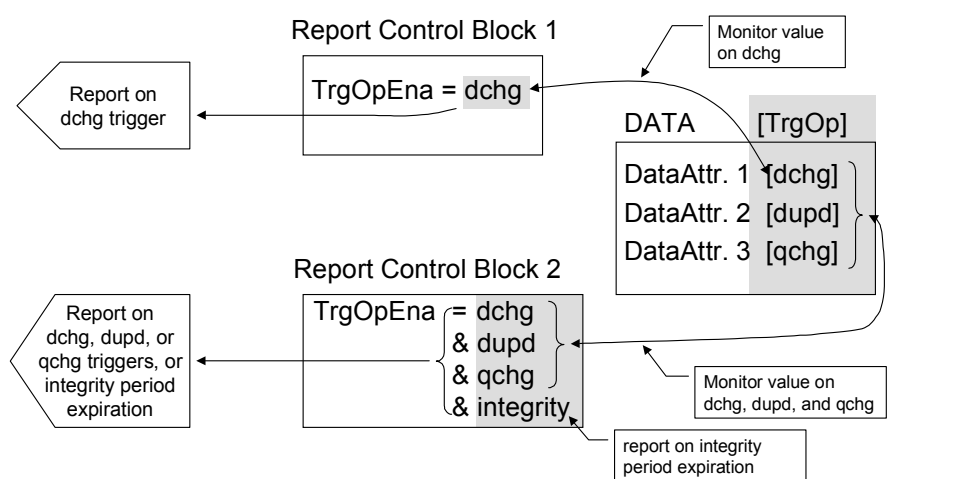 Report Control Block 1
Monitor value
on dchg
TrgOpEna = dchg
Report on
dchg trigger
DATA [TrgOp]
DataAttr. 1 [dchg]
DataAttr. 2 [dupd]
DataAttr. 3 [qchg]
Report Control Block 2
TrgOpEna = dchg
& dupd
& qchg
& integrity
Report on
dchg, dupd, or
qchg triggers, or
integrity period
expiration
Monitor value on
dchg, dupd, and qchg
report on integrity
period expiration